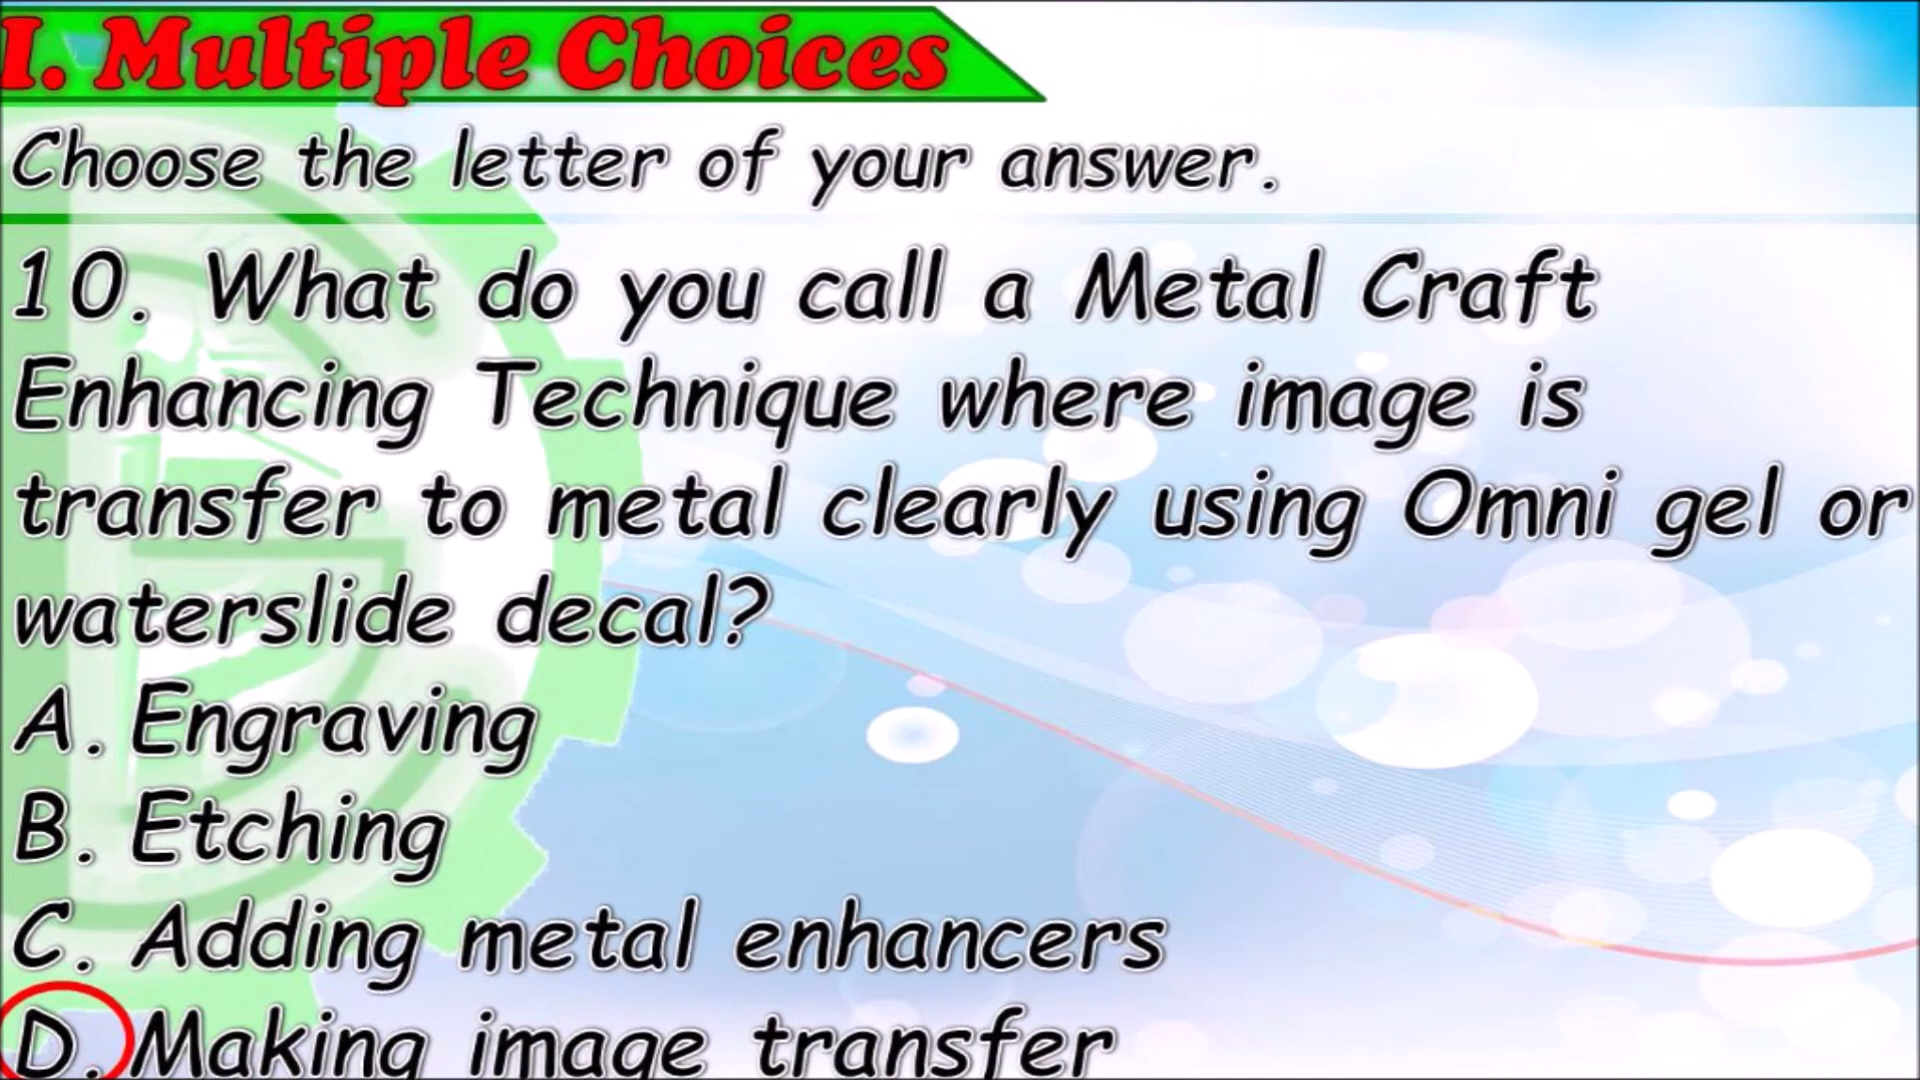 I. Multiple Choices
Choose the letter of your answer.
10. What do you call a Metal Craft
Enhancing Technique where image is
transfer to metal clearly using Omni gel or
waterslide decal?
A. Engraving
B. Etching
C. Adding metal enhancers
D. Making image transfer